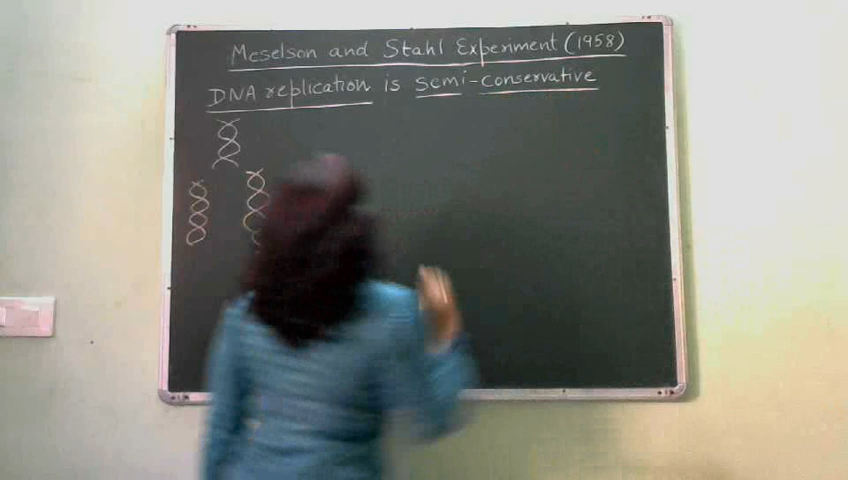 Meselson and Stahl Experiment (1958)
DNA replication is semi-conservative